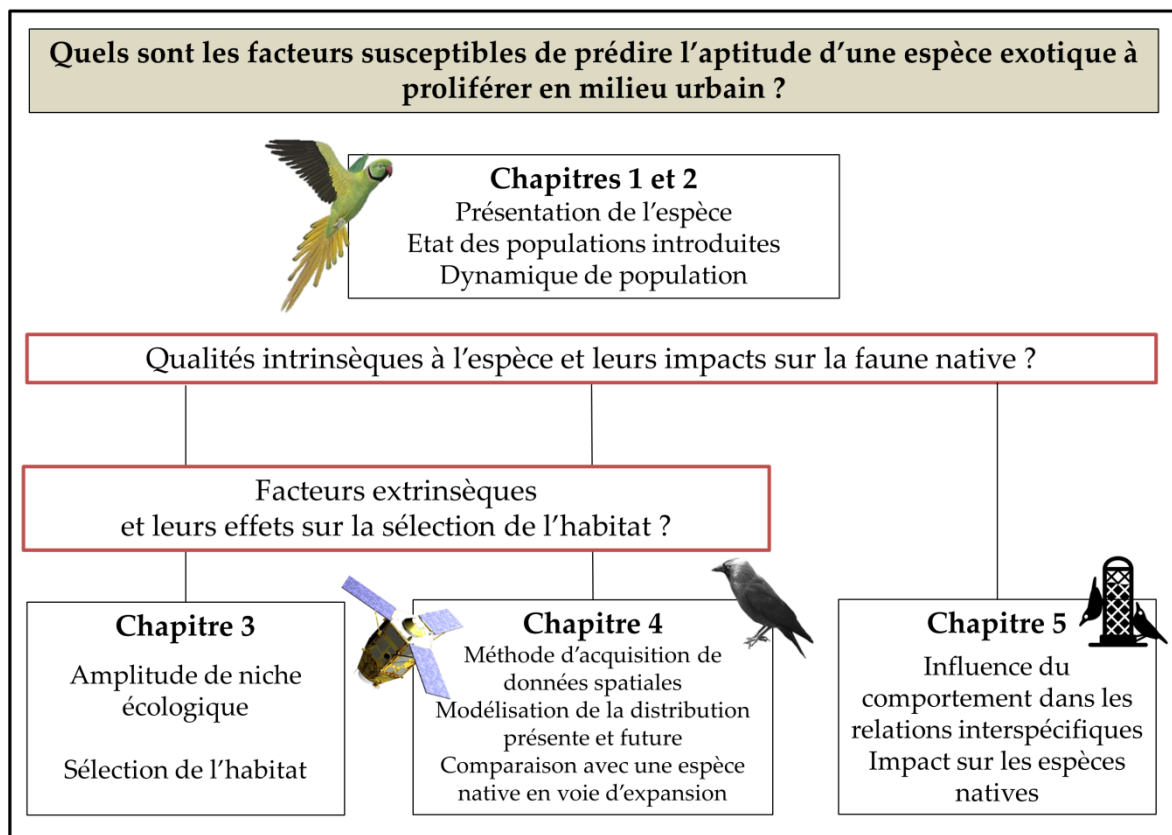 Quels sont les facteurs susceptibles de prédire l’aptitude d’une espèce exotique à
proliférer en milieu urbain ?
Chapitres 1 et 2
Présentation de l’espèce
Etat des populations introduites
Dynamique de population
Qualités intrinsèques à l’espèce et leurs impacts sur la faune native ?
Facteurs extrinsèques
et leurs effets sur la sélection de l’habitat ?
Chapitre 3
Amplitude de niche
écologique
Sélection de l’habitat
Chapitre 4
Méthode d’acquisition de
données spatiales
Modélisation de la distribution
présente et future
Comparaison avec une espèce
native en voie d’expansion
Chapitre 5
Influence du
comportement dans les
relations interspécifiques
Impact sur les espèces
natives